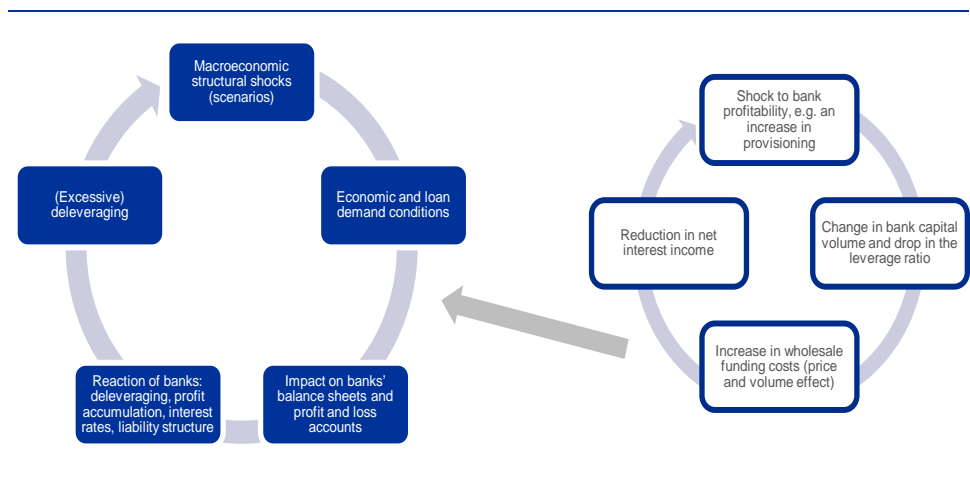 Macroeconomic
structural shocks
(scenarios)
Economic and loan
demand conditions
Impact on banks'
balance sheets and
profit and loss
accounts
Reaction of banks:
deleveraging, profit
accumulation, interest
rates, liability structure
(Excessive)
deleveraging
Shock to bank
profitability, e.g. an
increase in
provisioning
Change in bank capital
volume and drop in the
leverage ratio
Increase in wholesale
funding costs (price
and volume effect)
Reduction in net
interest income